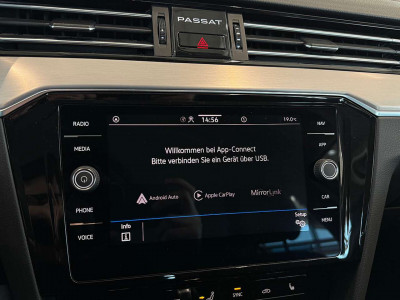 PASSAT
RADIO
MEDIA
PHONE
VOICE
14:56
19.0°C
Willkommen bei App-Connect
Bitte verbinden Sie ein Gerät über USB.
Android Auto
Apple CarPlay
MirrorLink
Info
Setup
NAV
APP
CAR
MENU
SYNC